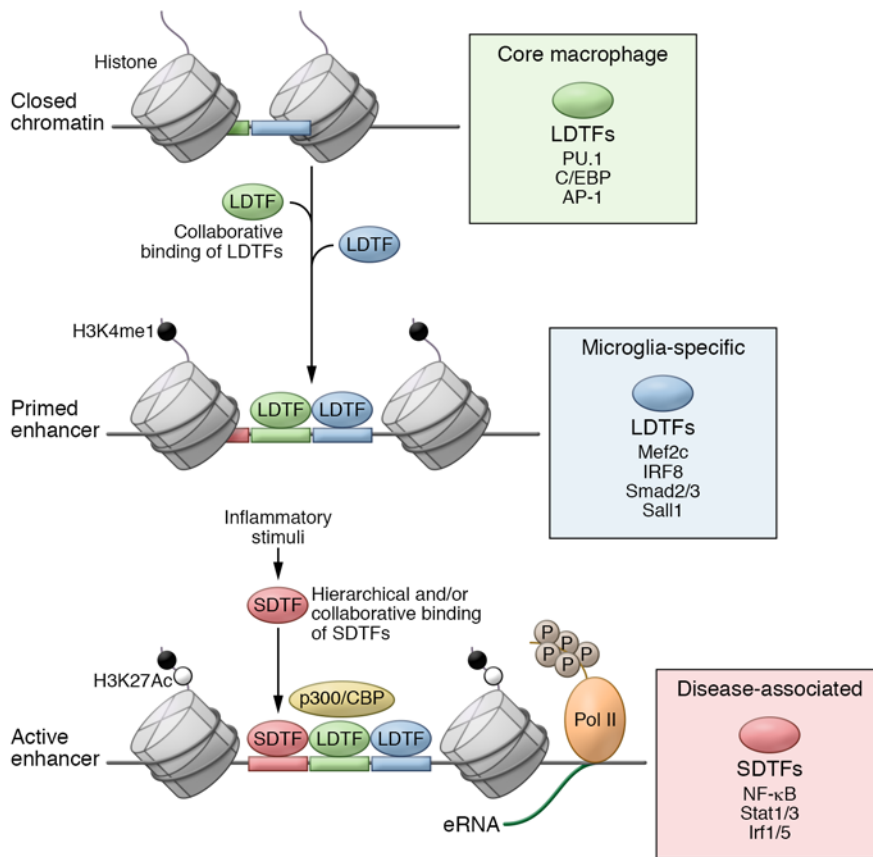 Histone
Closed
chromatin
Core macrophage
LDTFs
PU.1
C/EBP
AP-1
LDTF
Collaborative
binding of LDTFs
LDTF
H3K4me1
Primed
enhancer
LDTF
LDTF
Microglia-specific
LDTFs
Mef2c
IRF8
Smad2/3
Sall1
Inflammatory
stimuli
SDTF
Hierarchical and/or
collaborative binding
of SDTFs
H3K27Ac
Active
enhancer
p300/CBP
SDTF
LDTF
LDTF
P
P
P
P
P
P
Pol II
eRNA
Disease-associated
SDTFs
NF-κB
Stat1/3
Irf1/5